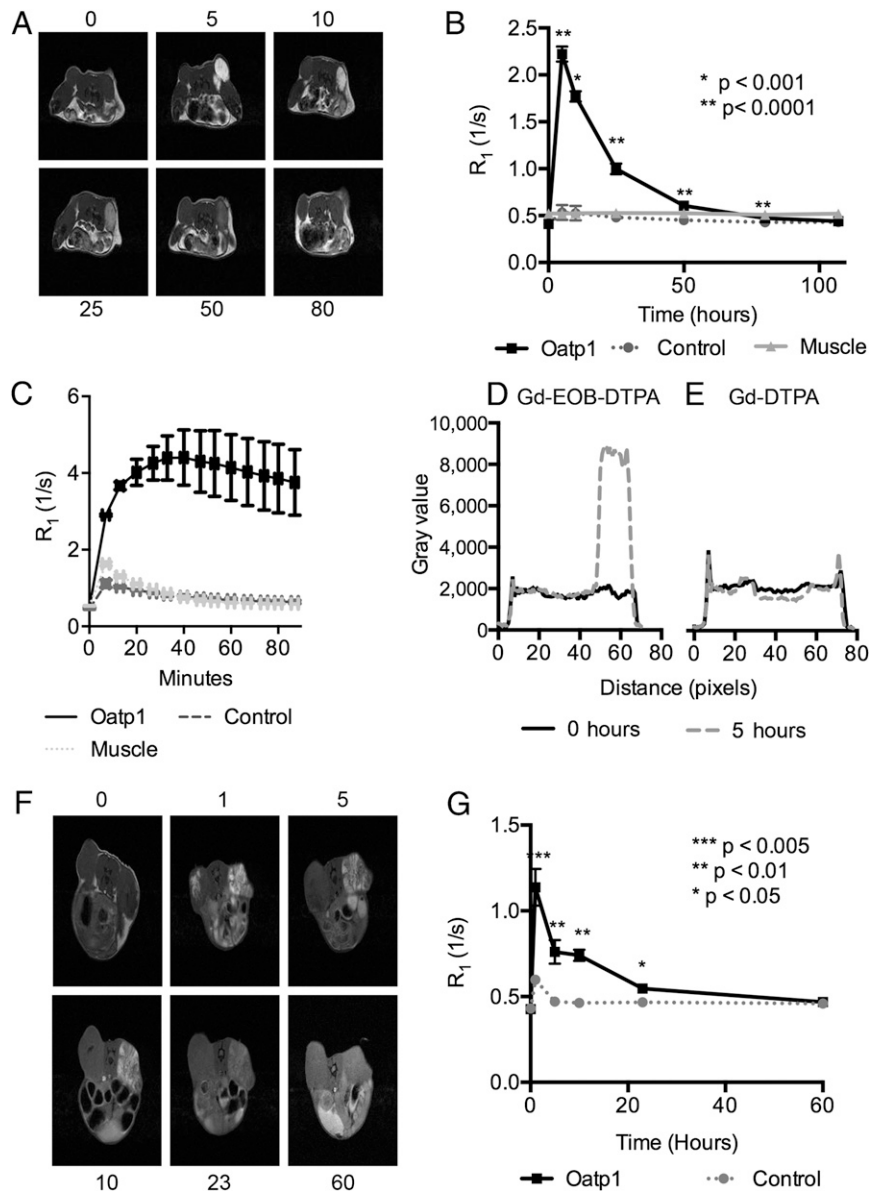 A
0 5 10
25 50 80
B
2.5
2.0
1.5
1.0
0.5
0.0
R1 (1/s)
**
*
**
**
**
* p < 0.001
** p< 0.0001
0 50 100
Time (hours)
Oatp1 Control Muscle
C
6
4
2
0
R1 (1/s)
0 20 40 60 80
Minutes
Oatp1 Control
Muscle
D Gd-EOB-DTPA E Gd-DTPA
10,000
8,000
6,000
4,000
2,000
0
Gray value
0 20 40 60 80 0 20 40 60 80
Distance (pixels)
0 hours 5 hours
F
0 1 5
10 23 60
G
1.5
1.0
0.5
0.0
R1 (1/s)
***
**
**
*
*** p < 0.005
** p < 0.01
* p < 0.05
0 20 40 60
Time (Hours)
Oatp1 Control